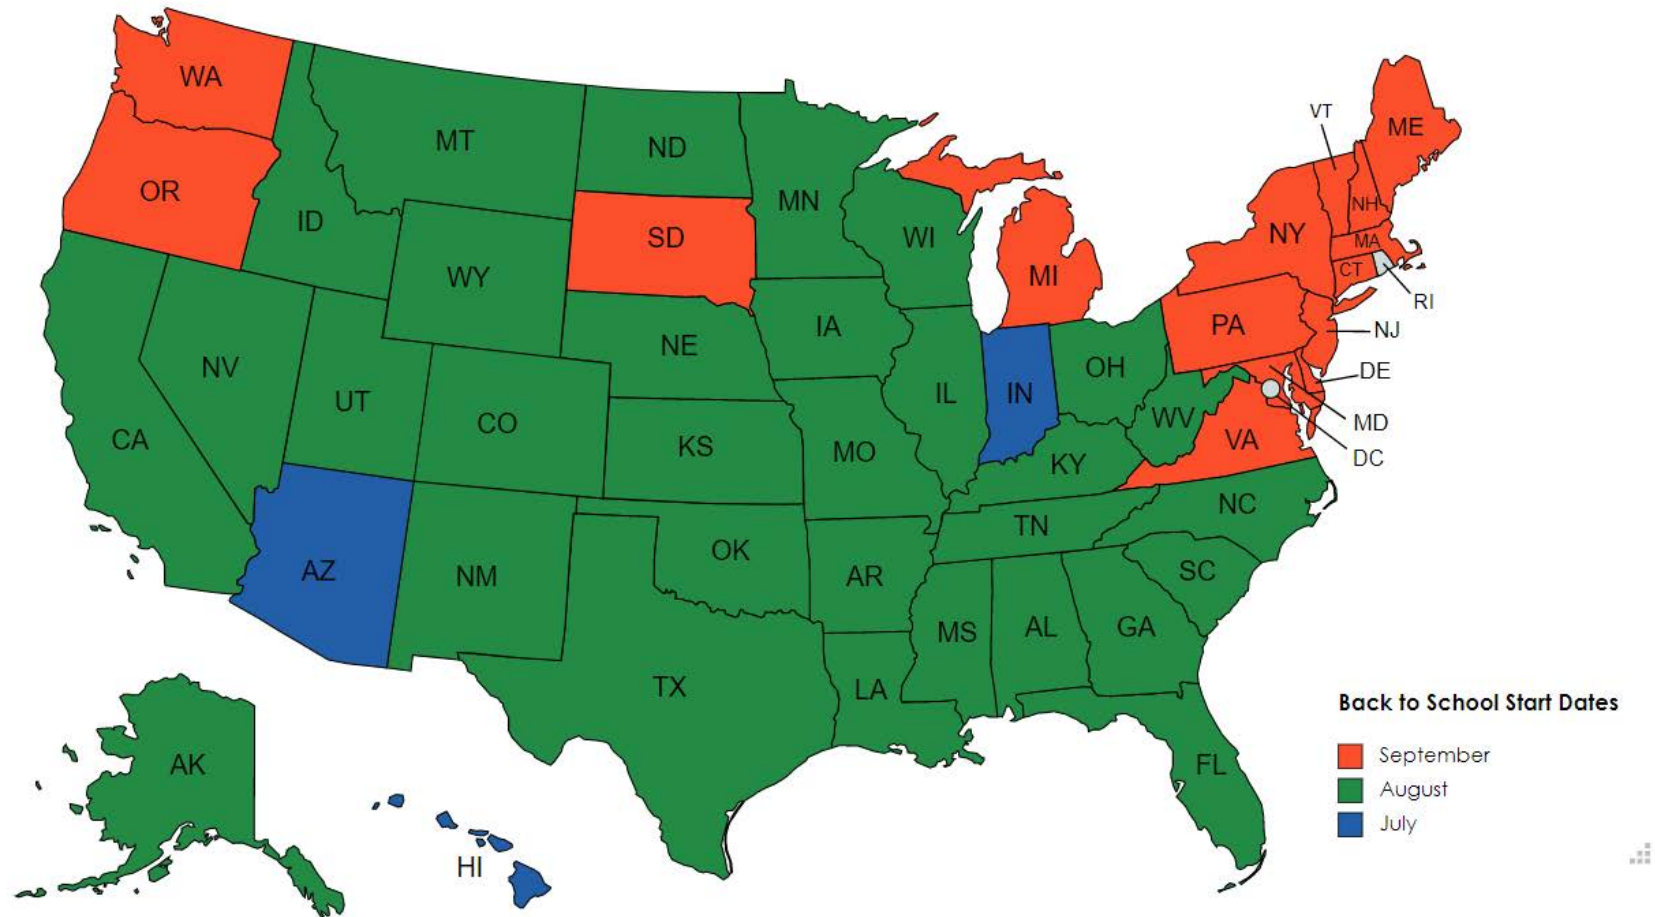 WA
MT
ND
VT
ME
OR
ID
MN
WI
SD
NH
NY
MA
CT
RI
WY
MI
PA
NJ
IA
NE
DE
NV
OH
IL
IN
UT
CO
WV
MD
CA
KS
MO
VA
DC
KY
NC
TN
AZ
NM
OK
AR
SC
MS
AL
GA
TX
LA
AK
HI
FL
Back to School Start Dates
September
August
July